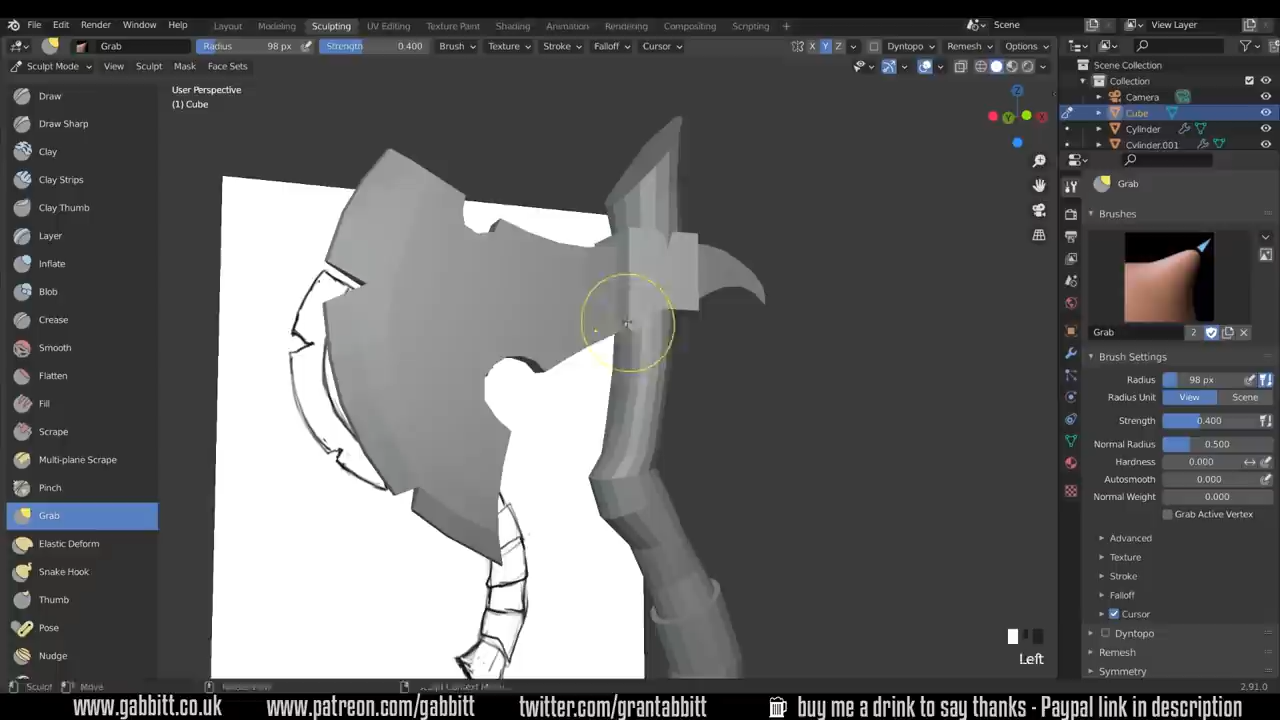 File Edit Render Window Help Layout Modeling Sculpting UV Editing Texture Paint Shading Animation Rendering Compositing Scripting + Scene View Layer
Grab Radius 98 px Strength 0.400 Brush Texture Stroke Falloff Cursor X Y Z Dyntopo Remesh Options
Sculpt Mode View Sculpt Mask Face Sets
User Perspective
(1) Cube
Draw
Draw Sharp
Clay
Clay Strips
Clay Thumb
Layer
Inflate
Blob
Crease
Smooth
Flatten
Fill
Scrape
Multi-plane Scrape
Pinch
Grab
Elastic Deform
Snake Hook
Thumb
Pose
Nudge
Z
Y
X
Left
Scene Collection
Collection
Camera
Cube
Cylinder
Cylinder.001
Grab
Brushes
Grab 2
Brush Settings
Radius 98 px
Radius Unit View Scene
Strength 0.400
Normal Radius 0.500
Hardness 0.000
Autosmooth 0.000
Normal Weight 0.000
Grab Active Vertex
Advanced
Texture
Stroke
Falloff
Cursor
Dyntopo
Remesh
Symmetry
Sculpt Move 2.91.0
www.gabbitt.co.uk www.patreon.com/gabbitt twitter.com/grantabbitt buy me a drink to say thanks - Paypal link in description